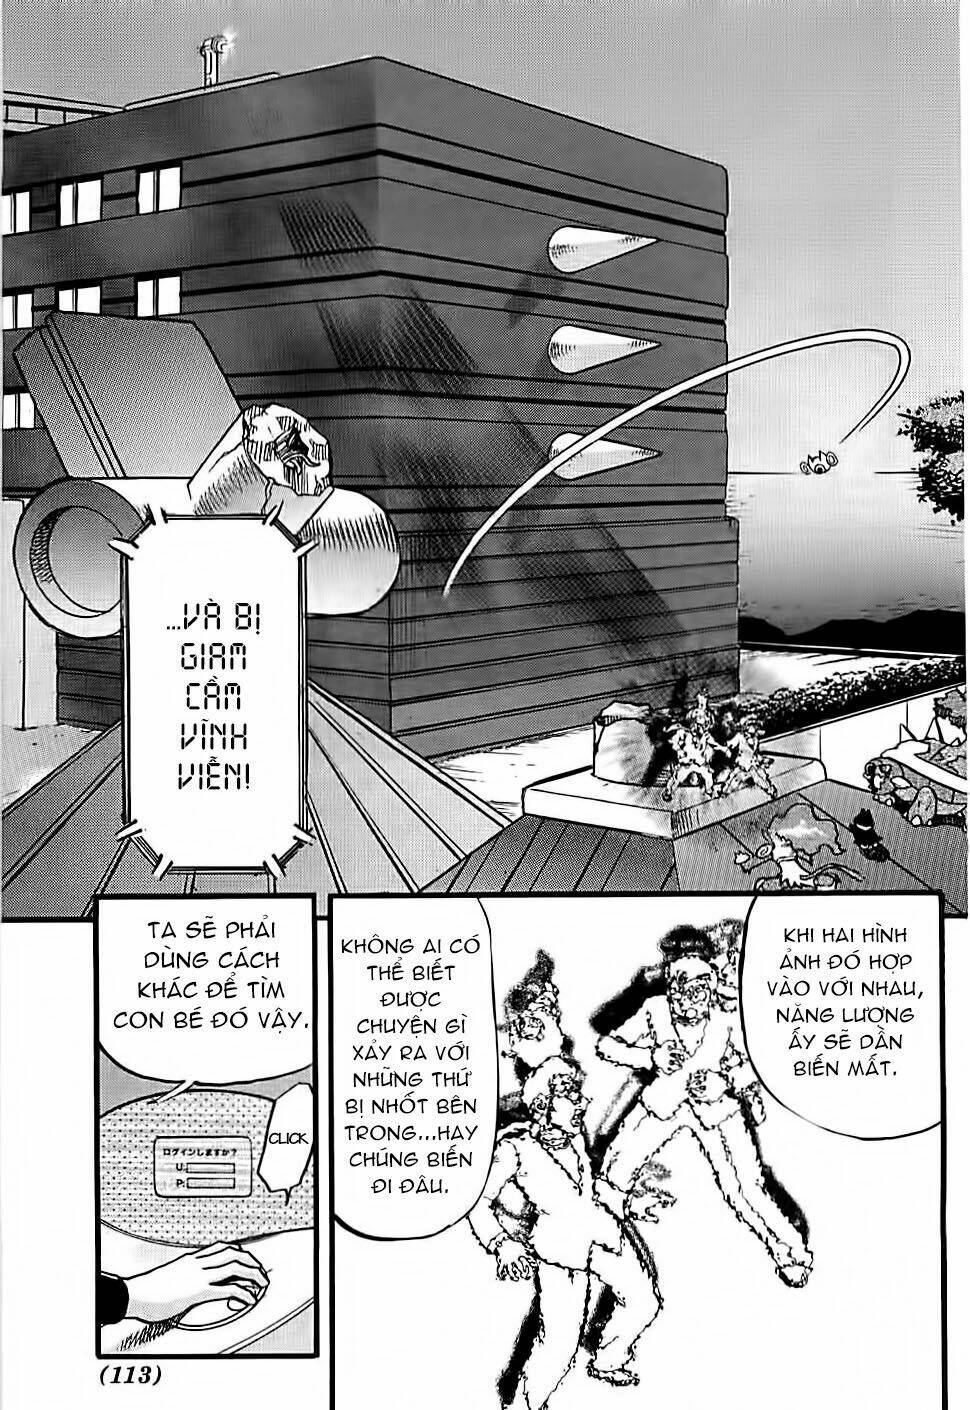 ...VÀ BỊ
GIAM
CẦM
VĨNH
VIỄN!
KHI HAI HÌNH
ẢNH ĐÓ HỢP
VÀO VỚI NHAU,
NĂNG LƯỢNG
ẤY SẼ DẦN
BIẾN MẤT.
KHÔNG AI CÓ
THỂ BIẾT
ĐƯỢC
CHUYỆN GÌ
XẢY RA VỚI
NHỮNG THỨ
BỊ NHỐT BÊN
TRONG...HAY
CHÚNG BIẾN
ĐI ĐÂU.
TA SẼ PHẢI
DÙNG CÁCH
KHÁC ĐỂ TÌM
CON BÉ ĐÓ VẬY.
CLICK
ログインしますか?
U:
P:
(113)